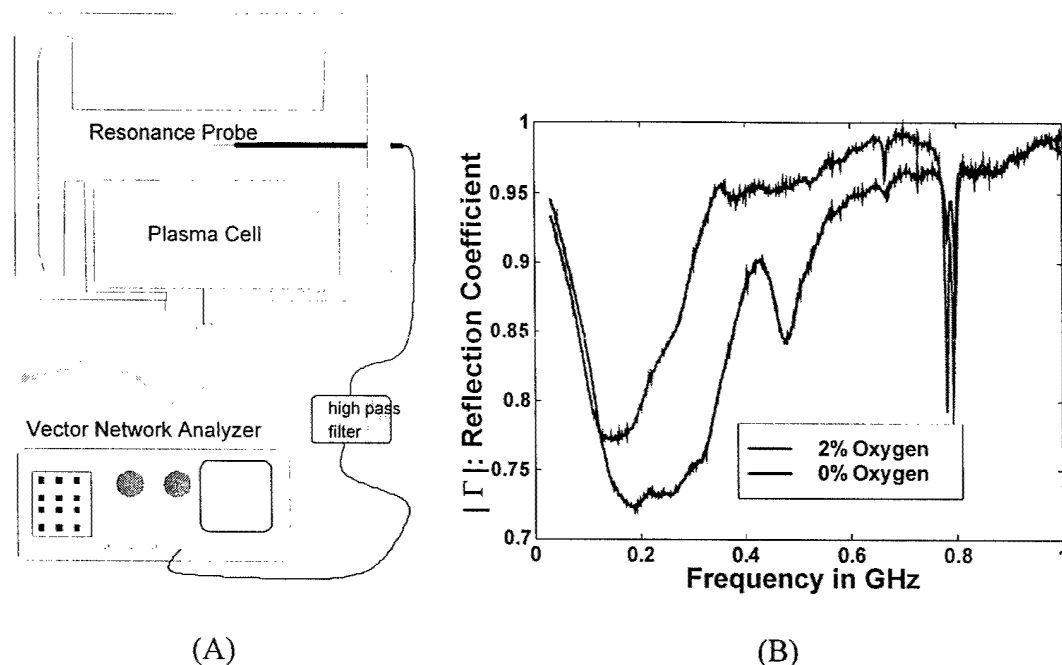 Resonance Probe
Plasma Cell
high pass
filter
Vector Network Analyzer
(A)
|Γ|: Reflection Coefficient
1
0.95
0.9
0.85
0.8
0.75
0.7
0
0.2
0.4
0.6
0.8
2% Oxygen
0% Oxygen
Frequency in GHz
(B)